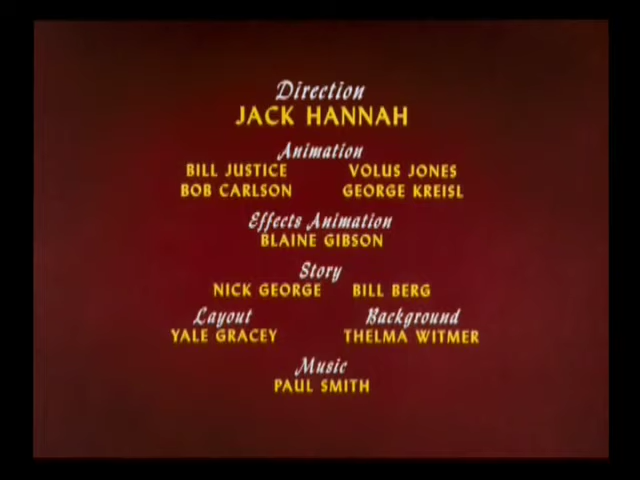 Direction
JACK HANNAH
Animation
BILL JUSTICE VOLUS JONES
BOB CARLSON GEORGE KREISL
Effects Animation
BLAINE GIBSON
Story
NICK GEORGE BILL BERG
Layout Background
YALE GRACEY THELMA WITMER
Music
PAUL SMITH